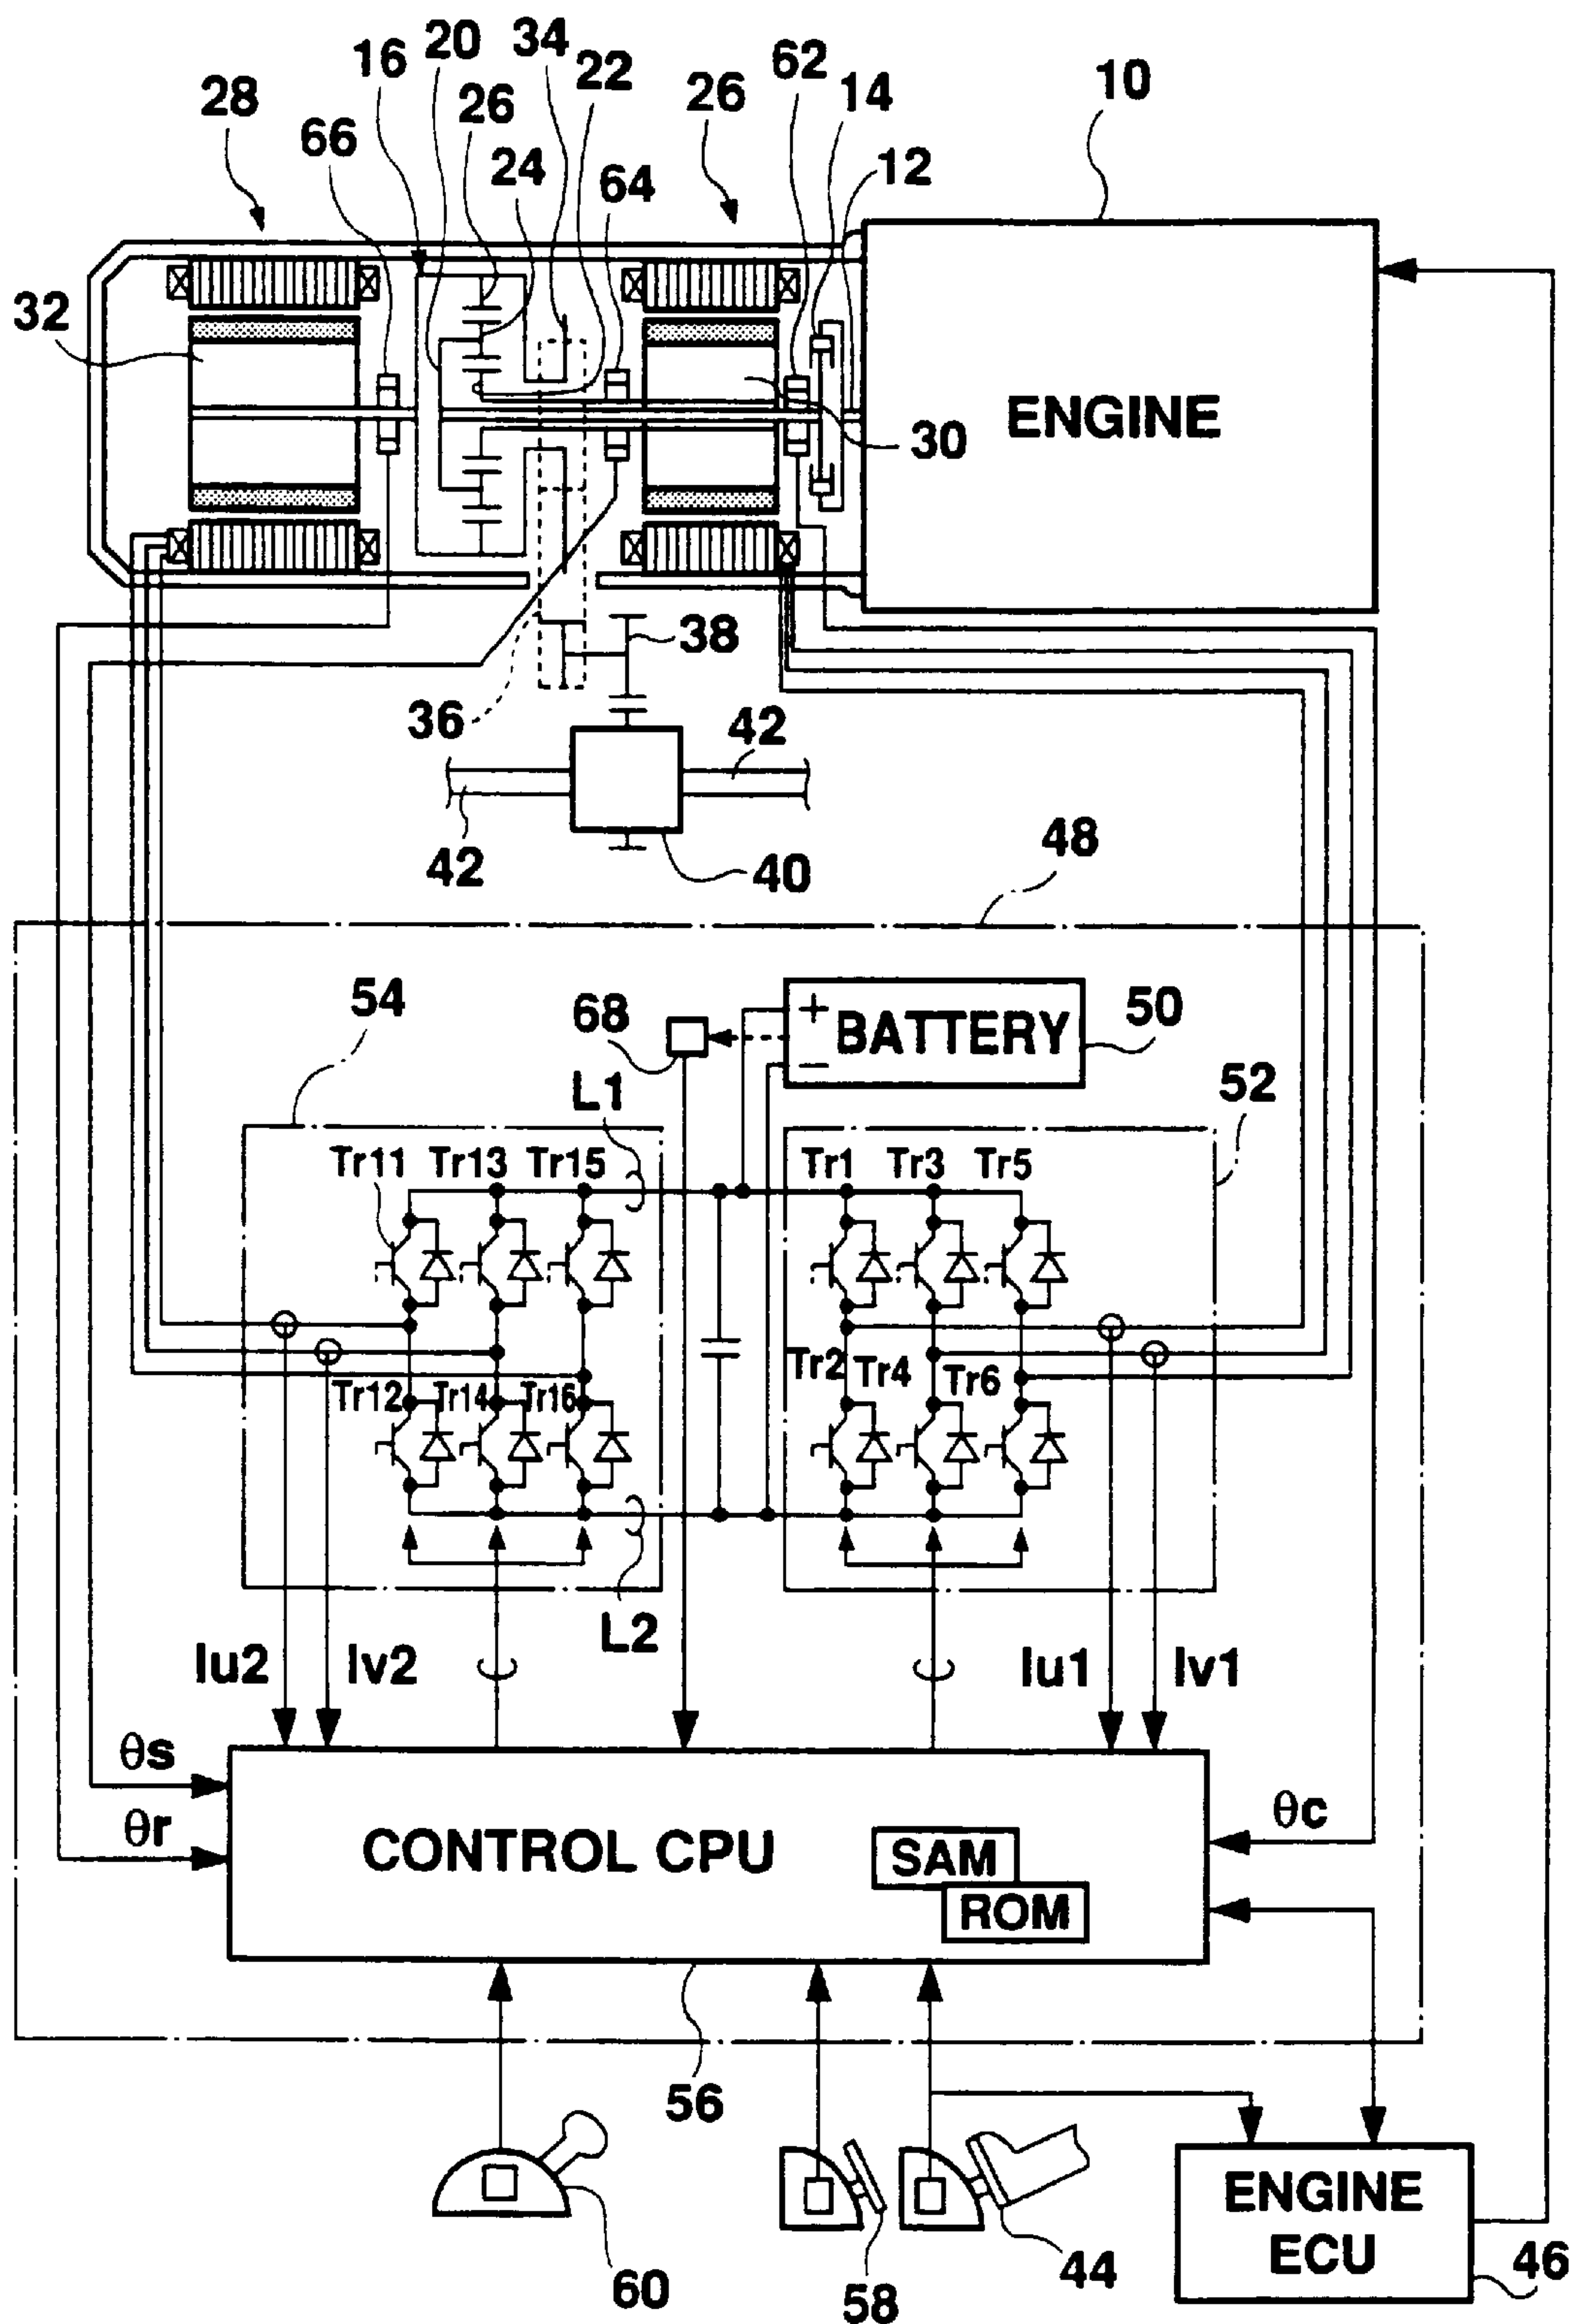 16 20 34 22 62 10
28 26 26 14
66 24 64 12
32
ENGINE
30
38
36
42
42
40
48
54
68
+
BATTERY
−
50
L1
52
Tr11 Tr13 Tr15
Tr1 Tr3 Tr5
Tr12 Tr14 Tr16
Tr2 Tr4 Tr6
L2
Iu2 Iv2
Iu1 Iv1
θs
θr
θc
CONTROL CPU
SAM
ROM
56
ENGINE
ECU
60
58
44
46